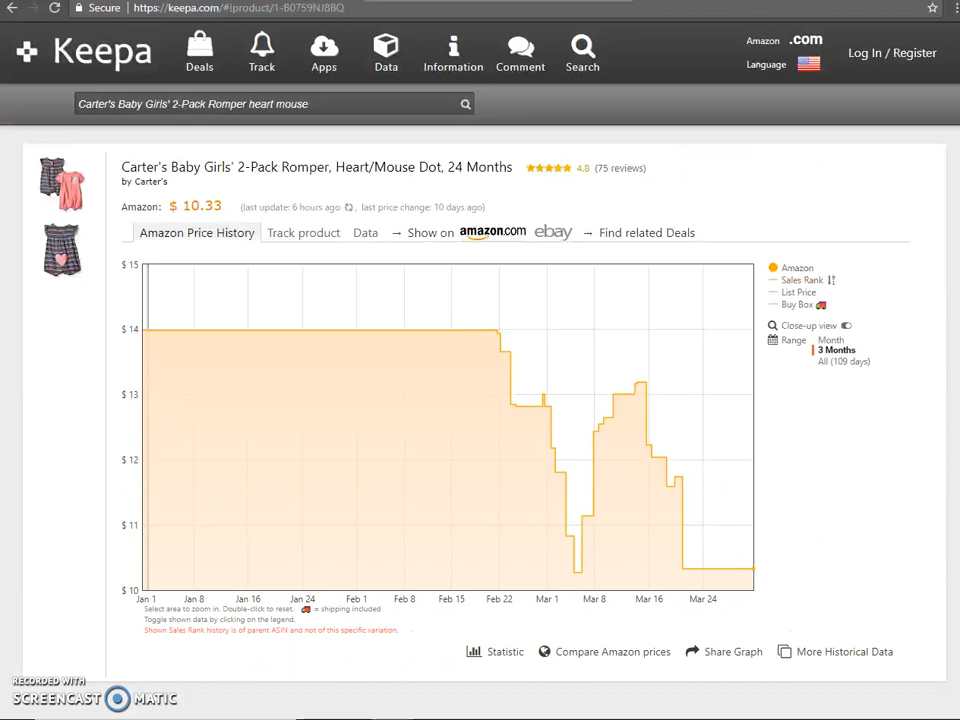 Secure https://keepa.com/#!product/1-B0759NJ8BQ
Keepa
Deals Track Apps Data Information Comment Search
Amazon .com
Language
Log In / Register
Carter's Baby Girls' 2-Pack Romper heart mouse
Carter's Baby Girls' 2-Pack Romper, Heart/Mouse Dot, 24 Months 4.8 (75 reviews)
by Carter's
Amazon: $ 10.33 (last update: 6 hours ago , last price change: 10 days ago)
Amazon Price History Track product Data → Show on amazon.com ebay → Find related Deals
$ 15
$ 14
$ 13
$ 12
$ 11
$ 10
Jan 1 Jan 8 Jan 16 Jan 24 Feb 1 Feb 8 Feb 15 Feb 22 Mar 1 Mar 8 Mar 16 Mar 24
Amazon
Sales Rank
List Price
Buy Box
Close-up view
Range Month
3 Months
All (109 days)
Select area to zoom in. Double-click to reset. = shipping included
Toggle shown data by clicking on the legend.
Shown Sales Rank history is of parent ASIN and not of this specific variation.
Statistic Compare Amazon prices Share Graph More Historical Data
RECORDED WITH
SCREENCAST MATIC